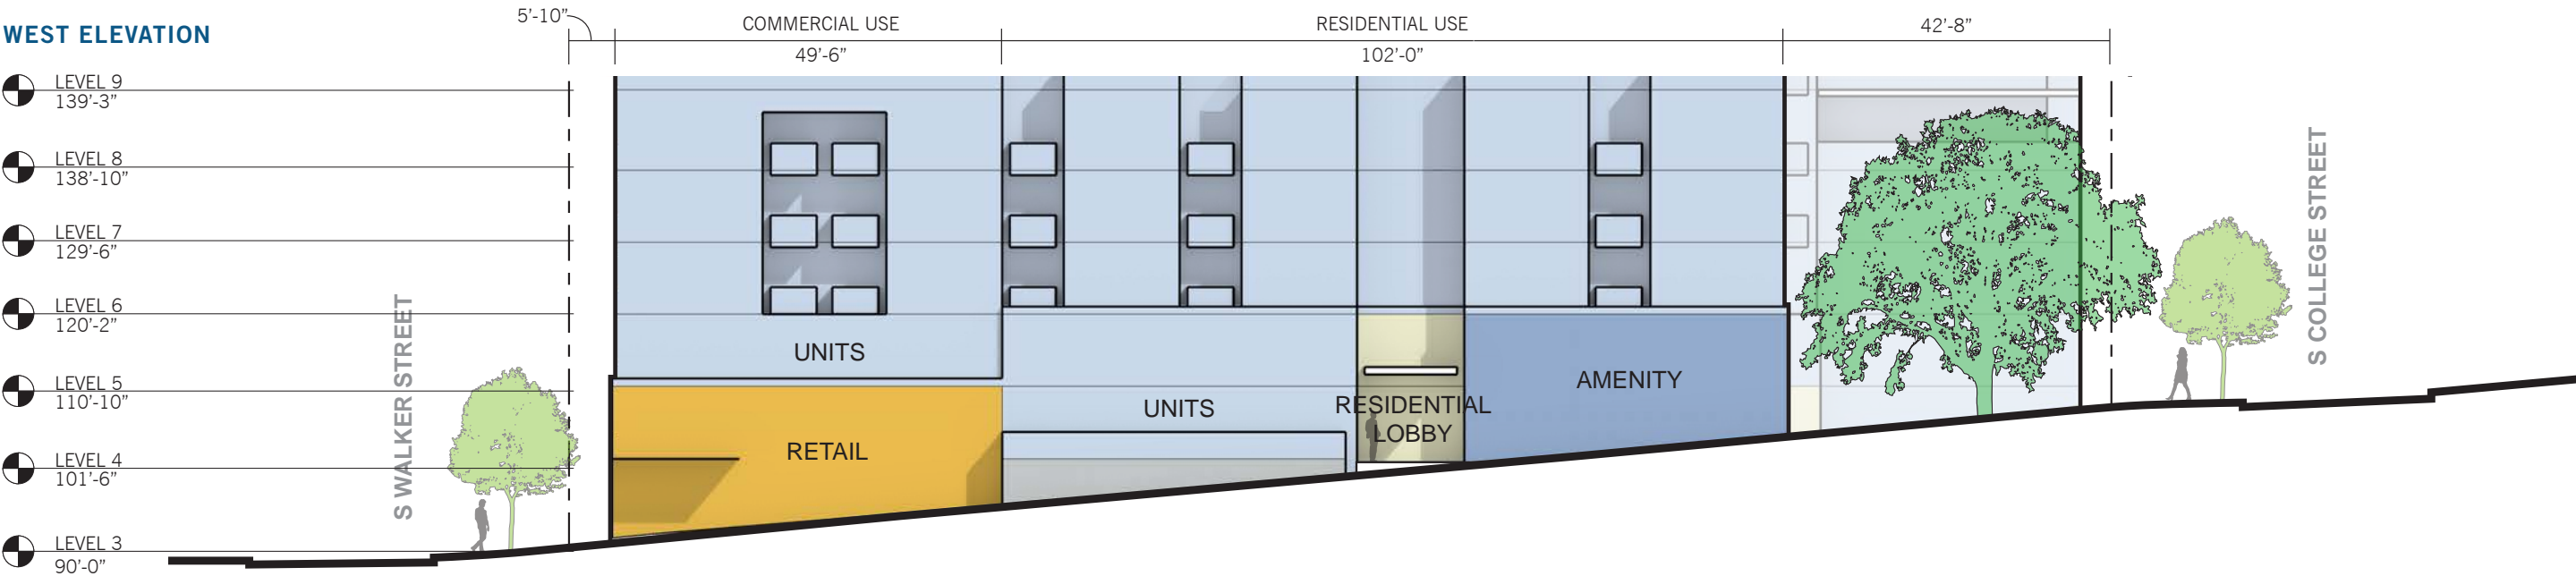 WEST ELEVATION
5'-10”
COMMERCIAL USE
49'-6”
RESIDENTIAL USE
102'-0”
42'-8”
LEVEL 9
139'-3”
LEVEL 8
138'-10”
LEVEL 7
129'-6”
LEVEL 6
120'-2”
LEVEL 5
110'-10”
LEVEL 4
101'-6”
LEVEL 3
90'-0”
S WALKER STREET
UNITS
RETAIL
UNITS
RESIDENTIAL
LOBBY
AMENITY
S COLLEGE STREET